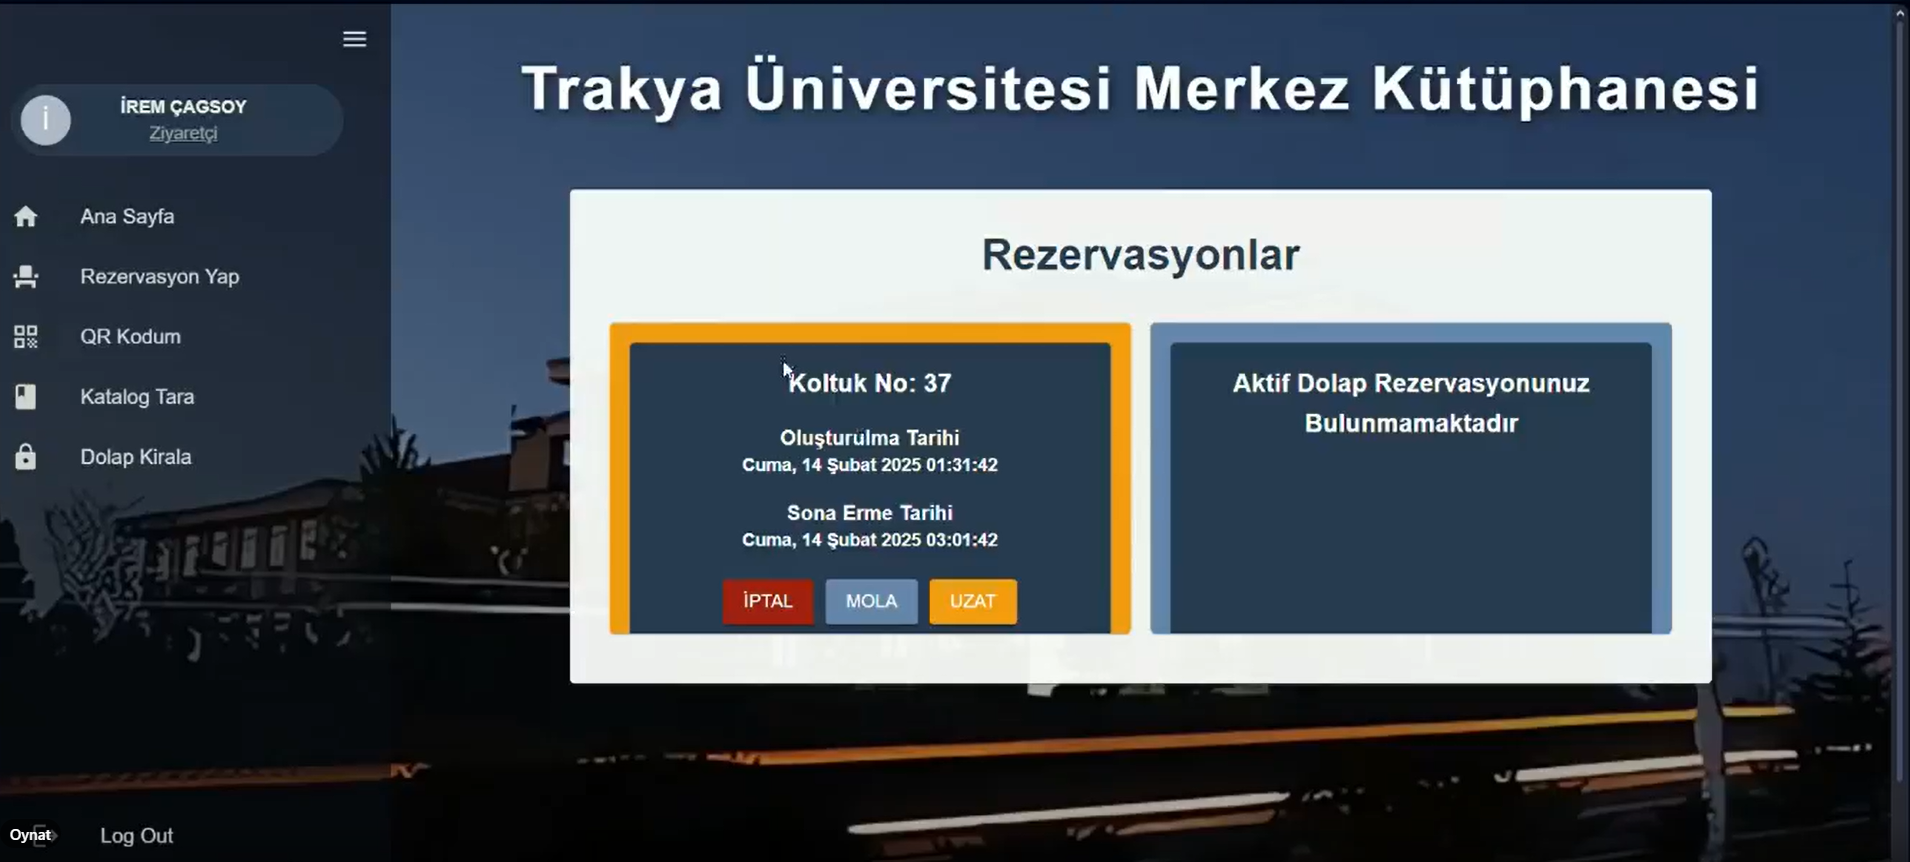 İ
İREM ÇAGSOY
Ziyaretçi
Ana Sayfa
Rezervasyon Yap
QR Kodum
Katalog Tara
Dolap Kirala
Oynat
Log Out
Trakya Üniversitesi Merkez Kütüphanesi
Rezervasyonlar
Koltuk No: 37
Oluşturulma Tarihi
Cuma, 14 Şubat 2025 01:31:42
Sona Erme Tarihi
Cuma, 14 Şubat 2025 03:01:42
İPTAL MOLA UZAT
Aktif Dolap Rezervasyonunuz
Bulunmamaktadır